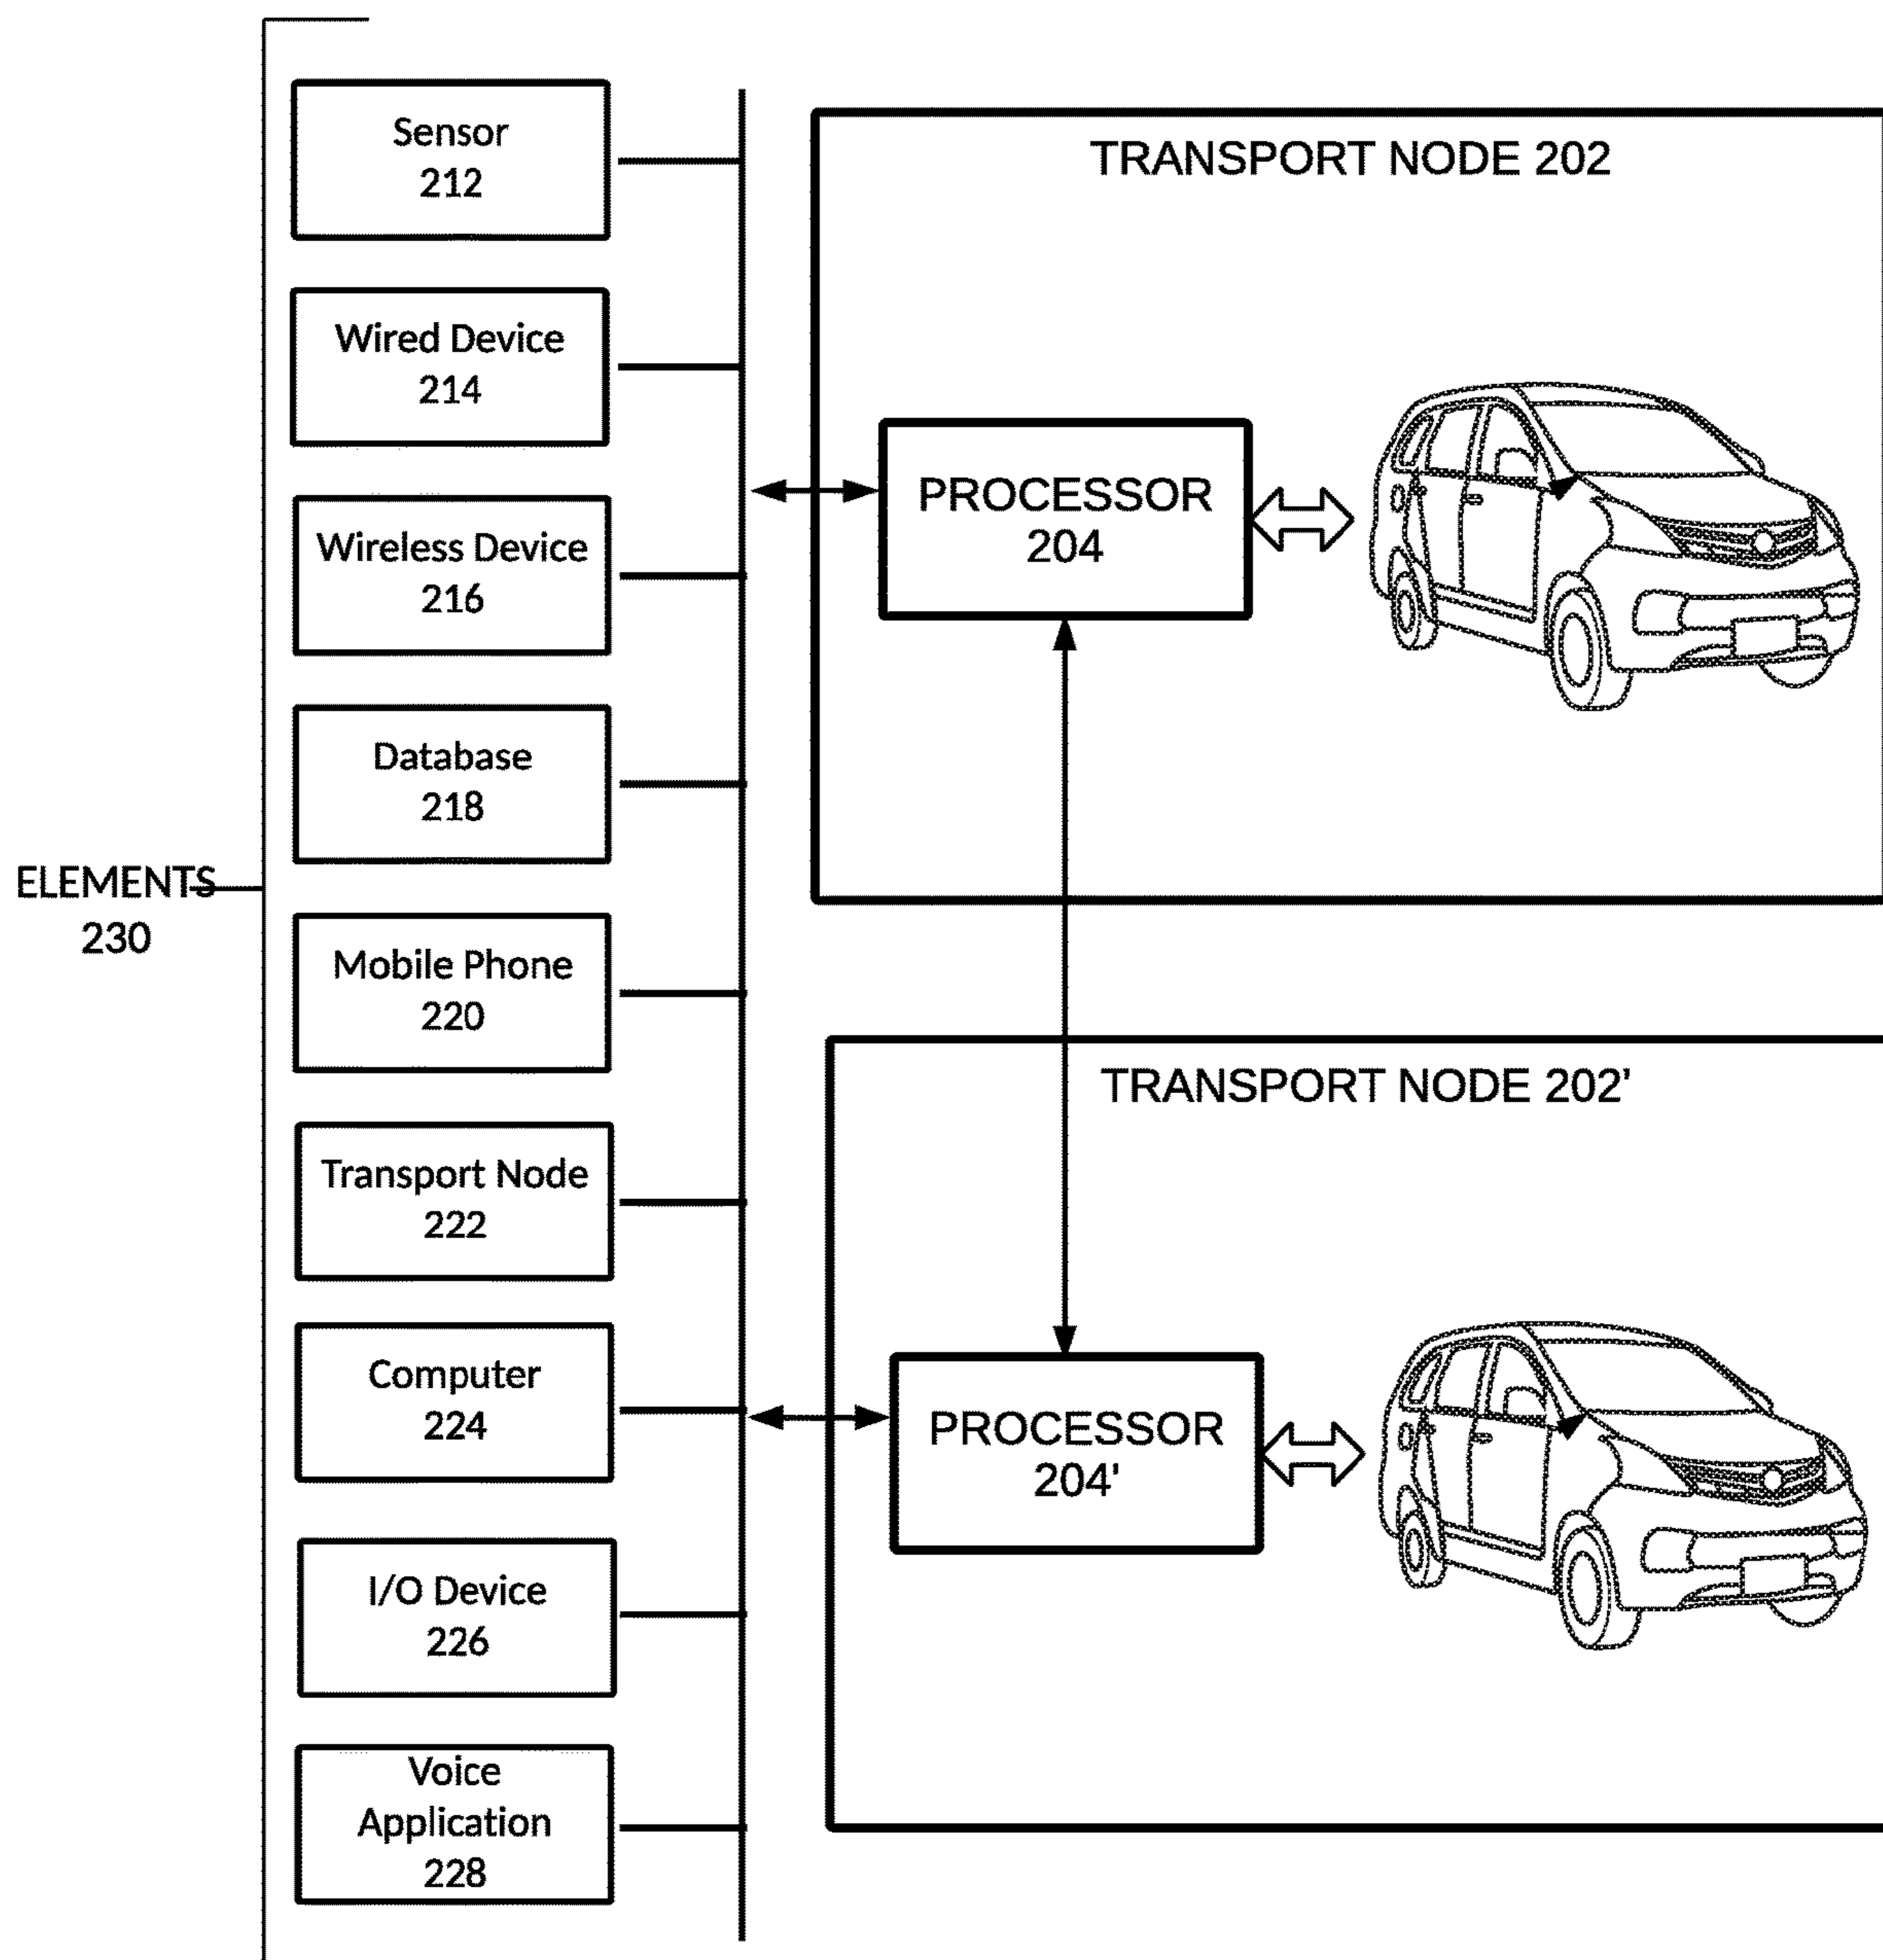 ELEMENTS
230
Sensor
212
Wired Device
214
Wireless Device
216
Database
218
Mobile Phone
220
Transport Node
222
Computer
224
I/O Device
226
Voice
Application
228
TRANSPORT NODE 202
PROCESSOR
204
TRANSPORT NODE 202’
PROCESSOR
204'